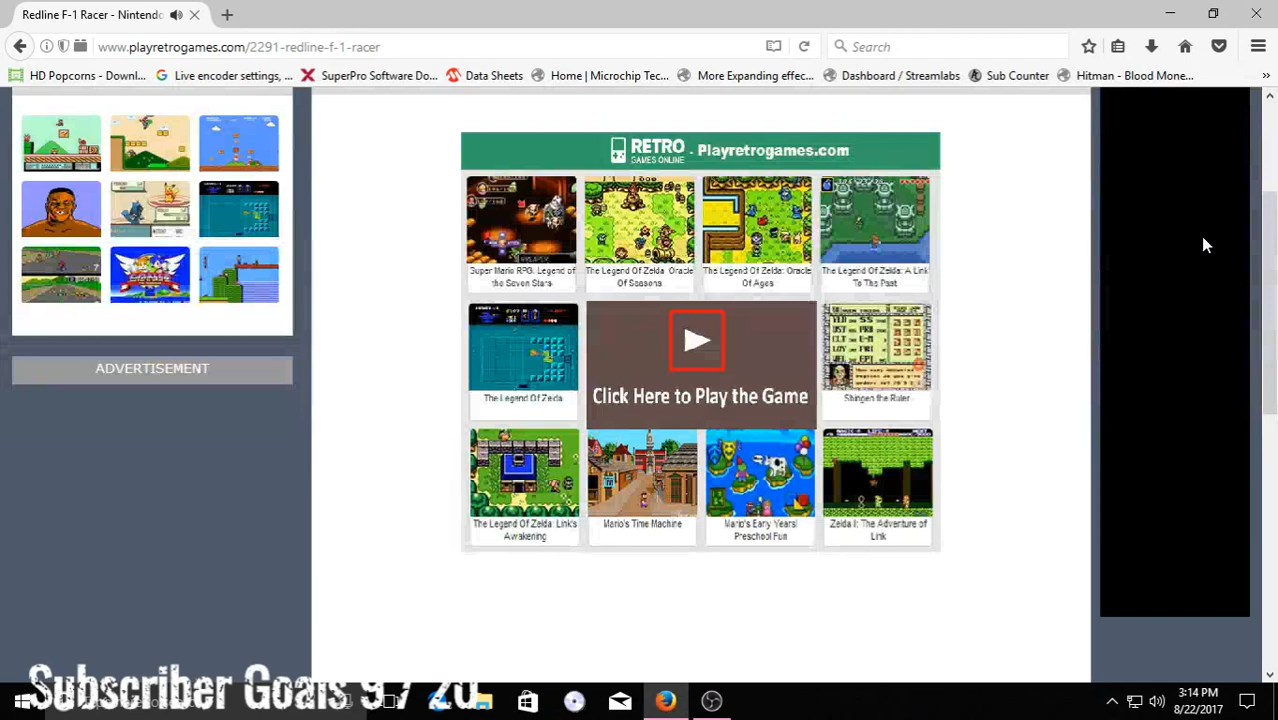 Redline F-1 Racer - Nintendo
www.playretrogames.com/2291-redline-f-1-racer
Search
HD Popcorns - Downl...
Live encoder settings, ...
SuperPro Software Do...
Data Sheets
Home | Microchip Tec...
More Expanding effec...
Dashboard / Streamlabs
Sub Counter
Hitman - Blood Mone...
ADVERTISEMENT
RETRO GAMES ONLINE - Playretrogames.com
Super Mario RPG: Legend of the Seven Stars
The Legend Of Zelda: Oracle Of Seasons
The Legend Of Zelda: Oracle Of Ages
The Legend Of Zelda: A Link To The Past
The Legend Of Zelda
Click Here to Play the Game
Shingen the Ruler
The Legend Of Zelda: Link's Awakening
Mario's Time Machine
Mario's Early Years! Preschool Fun
Zelda II: The Adventure of Link
Subscriber Goals
3:14 PM
8/22/2017